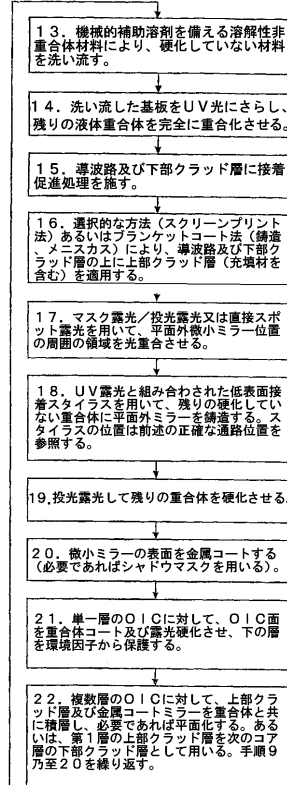 13．機械的補助溶剤を備える溶解性非
重合体材料により、硬化していない材料
を洗い流す。
14．洗い流した基板をＵＶ光にさらし、
残りの液体重合体を完全に重合化させる。
15．導波路及び下部クラッド層に接着
促進処理を施す。
16．選択的な方法（スクリーンプリント
法）あるいはブランケットコート法（鋳造
、メニスカス）により、導波路及び下部ク
ラッド層の上に上部クラッド層（充填材を
含む）を適用する。
17．マスク露光／投光露光又は直接スポ
ット露光を用いて、平面外微小ミラー位置
の周囲の領域を光重合させる。
18．ＵＶ露光と組み合わされた低表面接
着スタイラスを用いて、残りの硬化してい
ない重合体に平面外ミラーを鋳造する。ス
タイラスの位置は前述の正確な通路位置を
参照する。
19．投光露光して残りの重合体を硬化させる。
20．微小ミラーの表面を金属コートする
（必要であればシャドウマスクを用いる）。
21．単一層のＯＩＣに対して、ＯＩＣ面
を重合体コート及び露光硬化させ、下の層
を環境因子から保護する。
22．複数層のＯＩＣに対して、上部クラ
ッド層及び金属コートミラーを重合体と共
に積層し、必要であれば平面化する。ある
いは、第１層の上部クラッド層を次のコア
層の下部クラッド層として用いる。手順９
乃至２０を繰り返す。